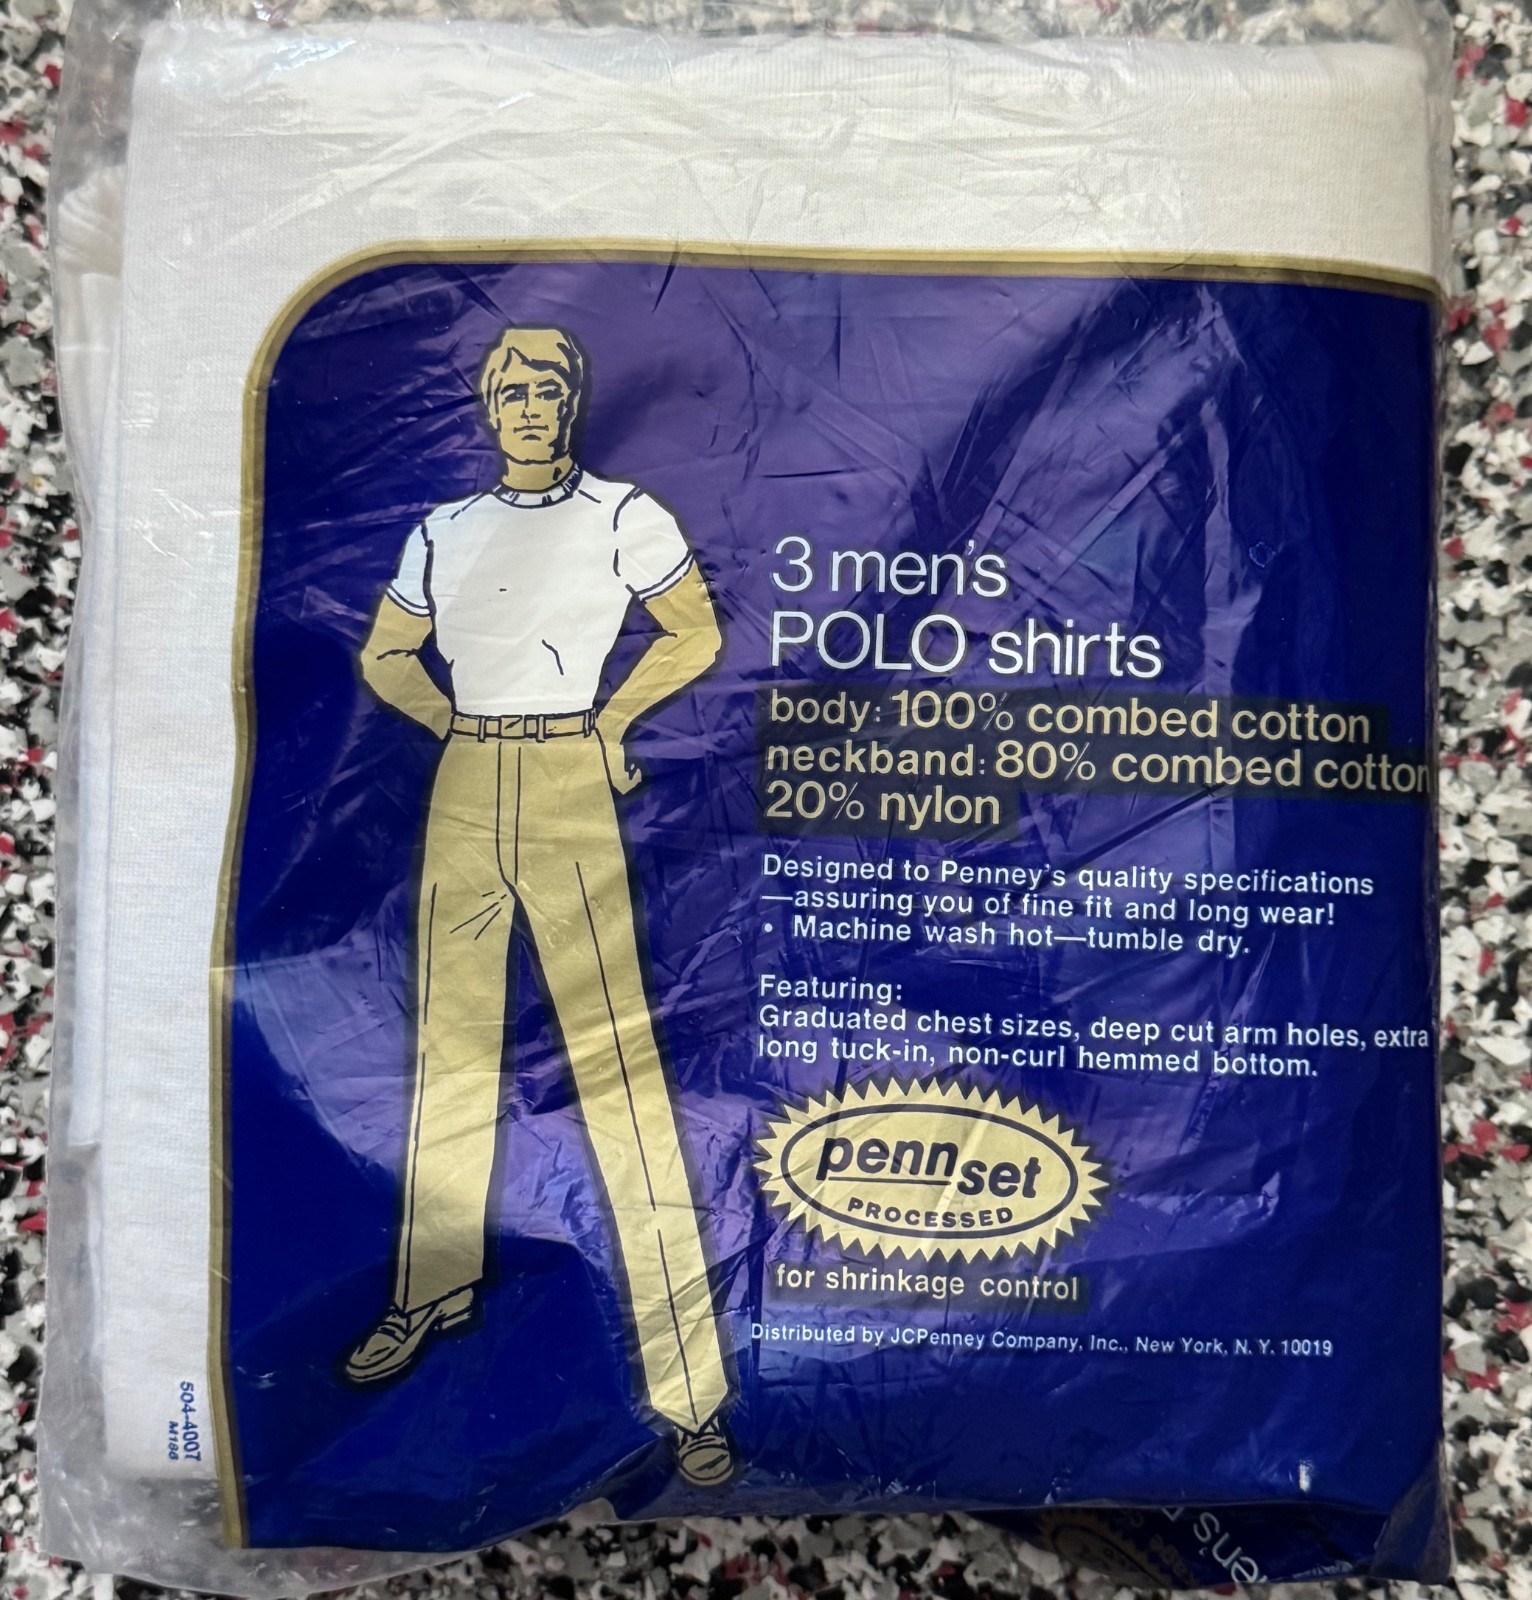 3 men's
POLO shirts
body: 100% combed cotton
neckband: 80% combed cotton
20% nylon
Designed to Penney's quality specifications
—assuring you of fine fit and long wear!
• Machine wash hot—tumble dry.
Featuring:
Graduated chest sizes, deep cut arm holes, extra
long tuck-in, non-curl hemmed bottom.
pennset
PROCESSED
for shrinkage control
Distributed by JCPenney Company, Inc., New York, N. Y. 10019
504-4007
M186